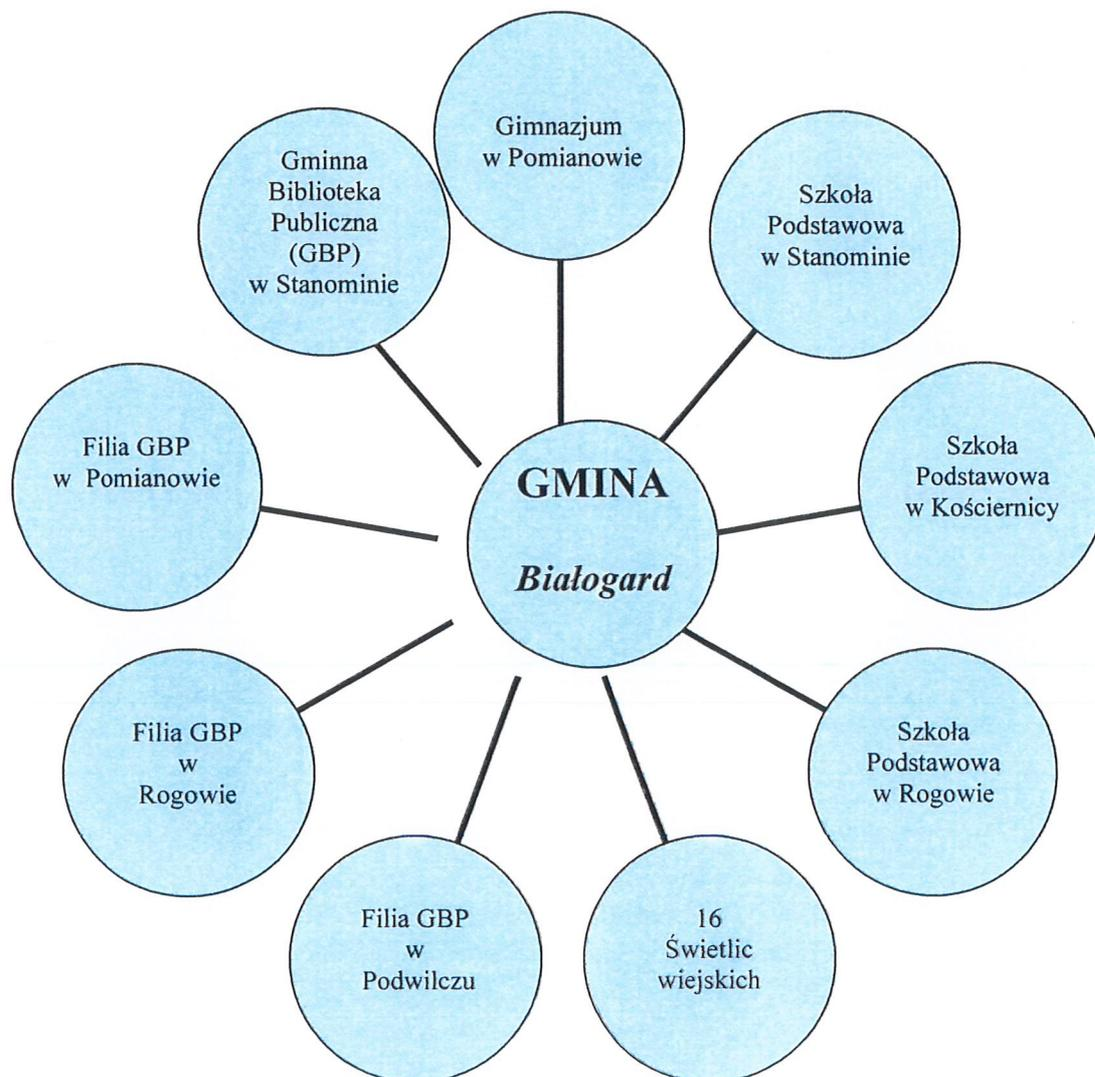 Gimnazjum
w Pomianowie
Gminna
Biblioteka
Publiczna
(GBP)
w Stanominie
Szkoła
Podstawowa
w Stanominie
Filia GBP
w Pomianowie
GMINA
Białogard
Szkoła
Podstawowa
w Kościernicy
Filia GBP
w
Rogowie
Szkoła
Podstawowa
w Rogowie
Filia GBP
w
Podwilczu
16
Świetlic
wiejskich